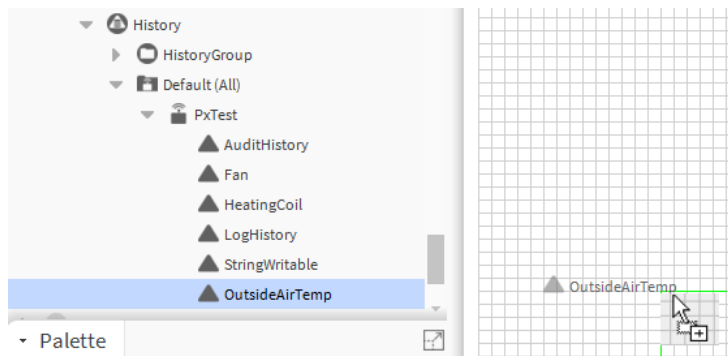 History
HistoryGroup
Default (All)
PxTest
AuditHistory
Fan
HeatingCoil
LogHistory
StringWritable
OutsideAirTemp
OutsideAirTemp
Palette